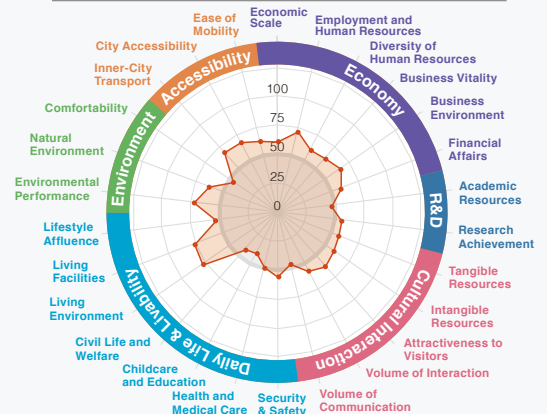 Economic
Scale
Employment and
Human Resources
Diversity of
Human Resources
Business Vitality
Business
Environment
Financial
Affairs
Academic
Resources
Research
Achievement
Tangible
Resources
Intangible
Resources
Attractiveness to
Visitors
Volume of Interaction
Volume of
Communication
Security
& Safety
Health and
Medical Care
Childcare
and Education
Civil Life and
Welfare
Living
Environment
Living
Facilities
Lifestyle
Affluence
Environmental
Performance
Natural
Environment
Comfortability
Inner-City
Transport
City Accessibility
Ease of
Mobility
Economy
R&D
Cultural Interaction
Daily Life & Livability
Environment
Accessibility
100
75
50
25
0